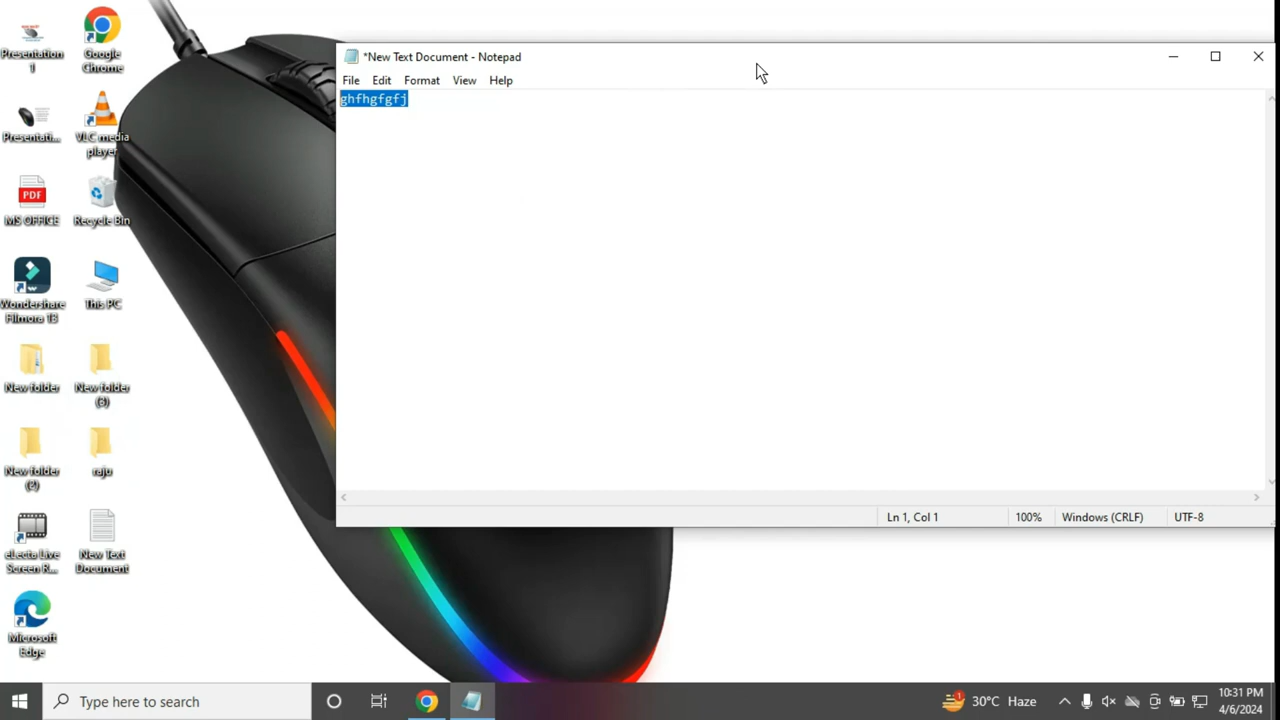 Presentation
1
Google
Chrome
Presentati...
VLC media
player
PDF
MS OFFICE
Recycle Bin
Wondershare
Filmora 13
This PC
New folder
New folder
(3)
New folder
(2)
raju
eLecta Live
Screen R...
New Text
Document
Microsoft
Edge
*New Text Document - Notepad
File Edit Format View Help
ghfhgfgfj
Ln 1, Col 1 100% Windows (CRLF) UTF-8
Type here to search
1
30°C Haze
10:31 PM
4/6/2024